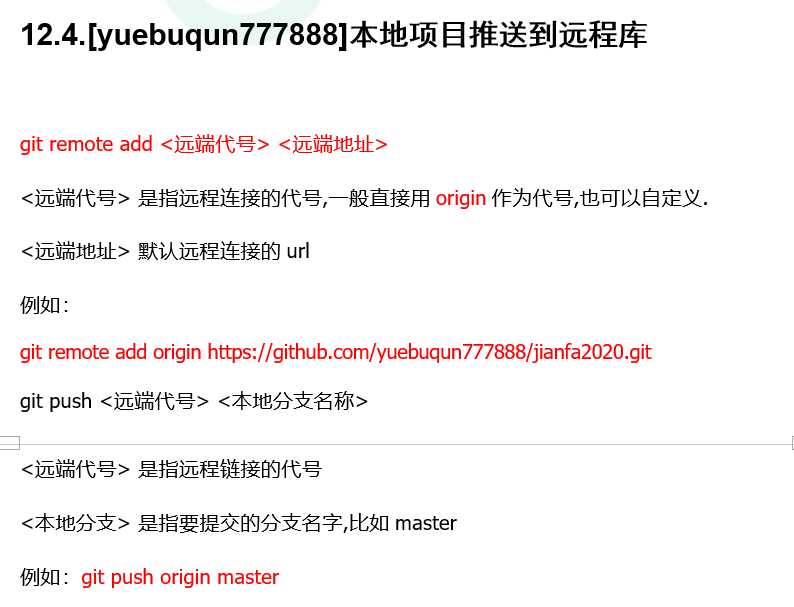 12.4.[yuebuqun777888]本地项目推送到远程库
git remote add <远端代号> <远端地址>
<远端代号> 是指远程连接的代号,一般直接用 origin 作为代号,也可以自定义.
<远端地址> 默认远程连接的 url
例如：
git remote add origin https://github.com/yuebuqun777888/jianfa2020.git
git push <远端代号> <本地分支名称>
<远端代号> 是指远程链接的代号
<本地分支> 是指要提交的分支名字,比如 master
例如：git push origin master